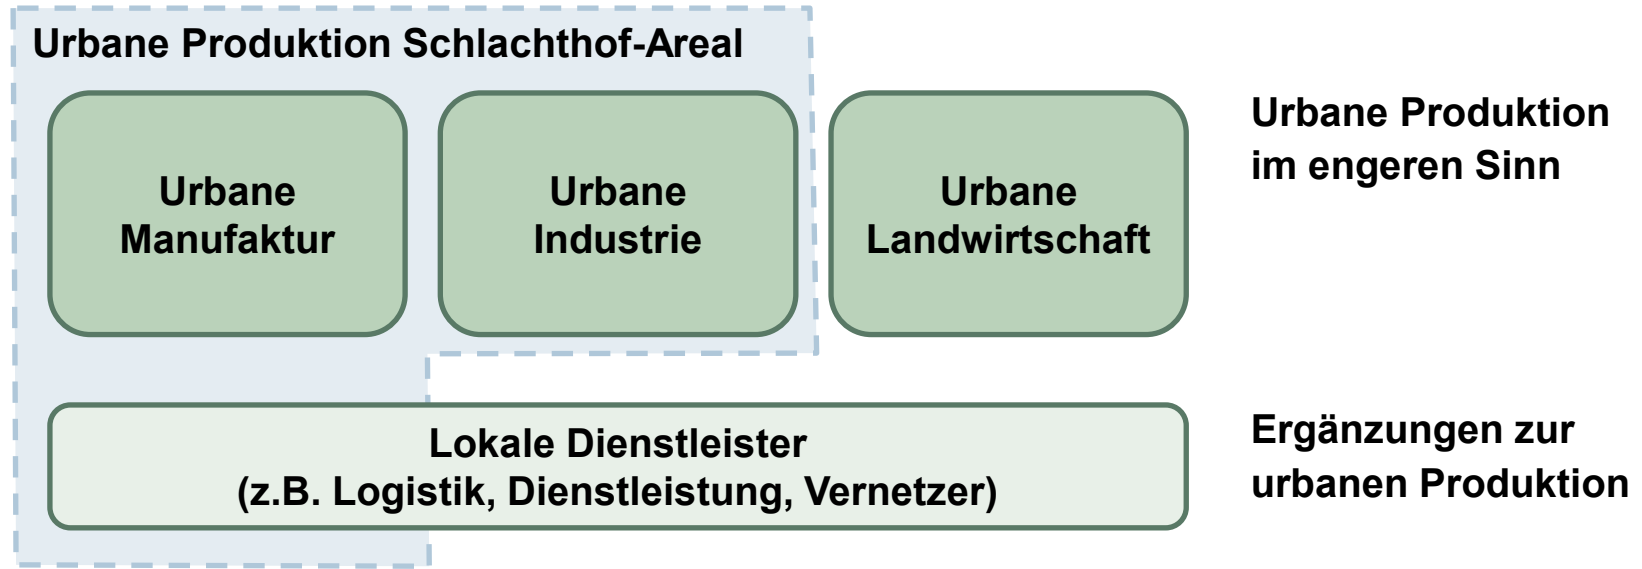 Urbane Produktion Schlachthof-Areal
Urbane
Manufaktur
Urbane
Industrie
Urbane
Landwirtschaft
Urbane Produktion
im engeren Sinn
Lokale Dienstleister
(z.B. Logistik, Dienstleistung, Vernetzer)
Ergänzungen zur
urbanen Produktion